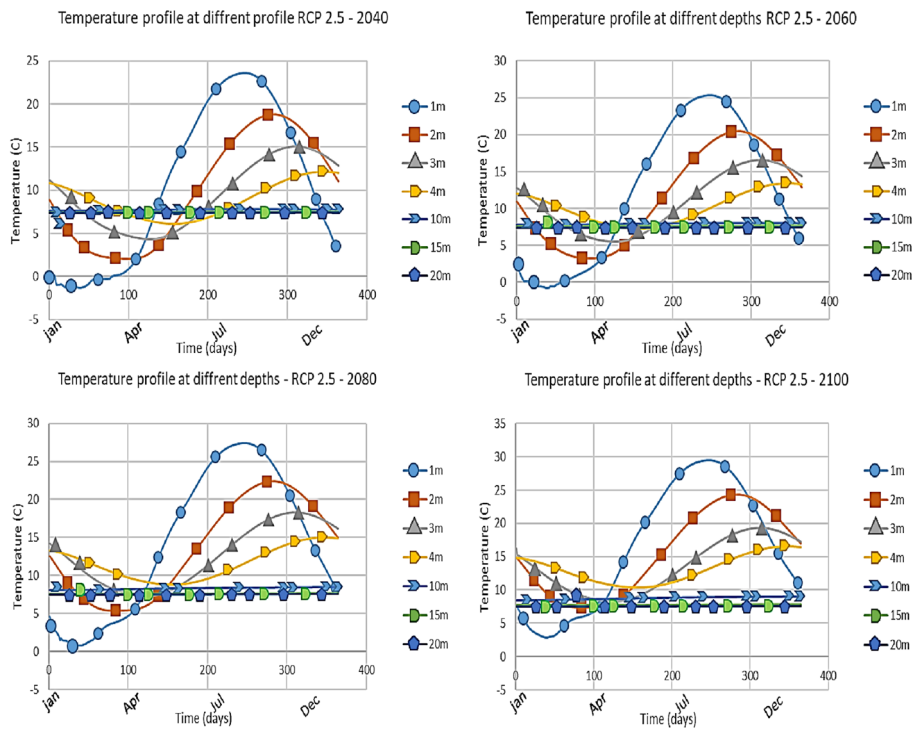 Temperature profile at diffrent profile RCP 2.5 - 2040
25
20
15
10
5
0
-5
Temperature (C)
0
100
200
300
400
jan
Apr
Jul
Dec
Time (days)
1m
2m
3m
4m
10m
15m
20m
Temperature profile at diffrent depths RCP 2.5 - 2060
30
25
20
15
10
5
0
-5
Temperature (C)
0
100
200
300
400
jan
Apr
Jul
Dec
Time (days)
1m
2m
3m
4m
10m
15m
20m
Temperature profile at diffrent depths - RCP 2.5 - 2080
30
25
20
15
10
5
0
-5
Temperature (C)
0
100
200
300
400
jan
Apr
Jul
Dec
Time (days)
1m
2m
3m
4m
10m
15m
20m
Temperature profile at different depths - RCP 2.5 - 2100
35
30
25
20
15
10
5
0
-5
Temperature (C)
0
100
200
300
400
jan
Apr
Jul
Dec
Time (days)
1m
2m
3m
4m
10m
15m
20m